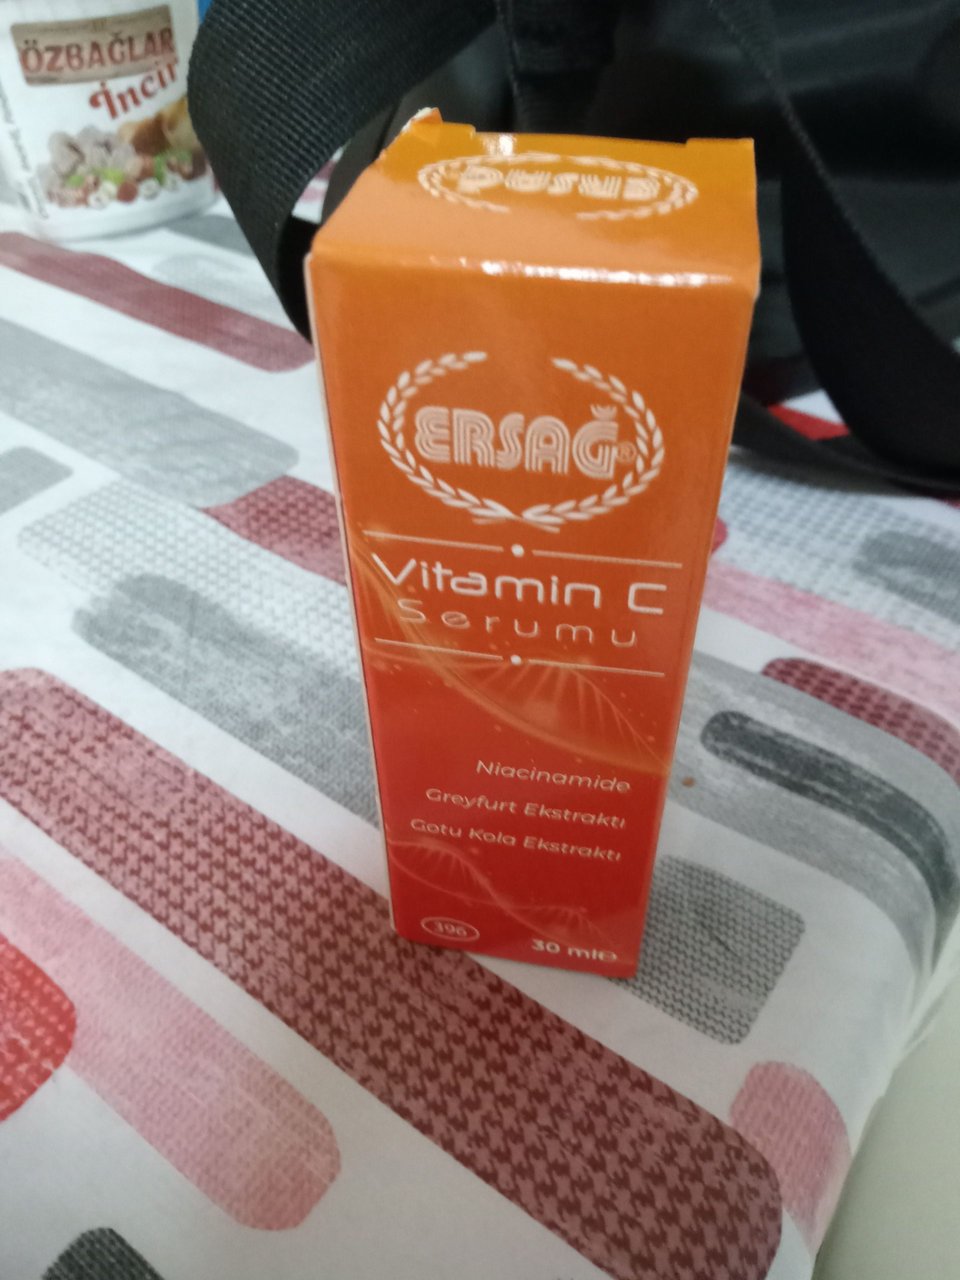 ÖZBAĞLAR
İncir
ERSAĞ
ERSAĞ®
Vitamin C
Serumu
Niacinamide
Greyfurt Ekstraktı
Gotu Kola Ekstraktı
396
30 ml℮